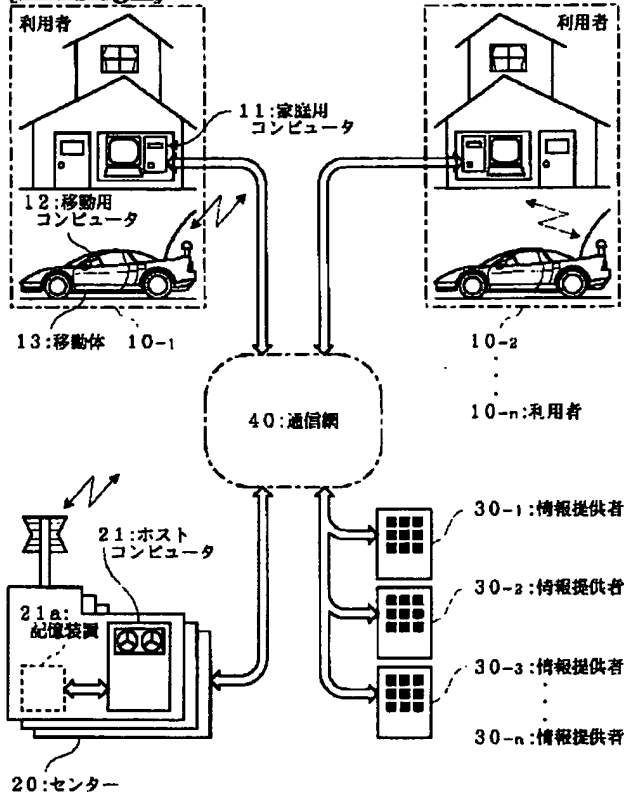 利用者
利用者
11:家庭用
コンピュータ
12:移動用
コンピュータ
13:移動体
10-1
10-2
10-n:利用者
40:通信網
21:ホスト
コンピュータ
21a:
記憶装置
20:センター
30-1:情報提供者
30-2:情報提供者
30-3:情報提供者
30-n:情報提供者